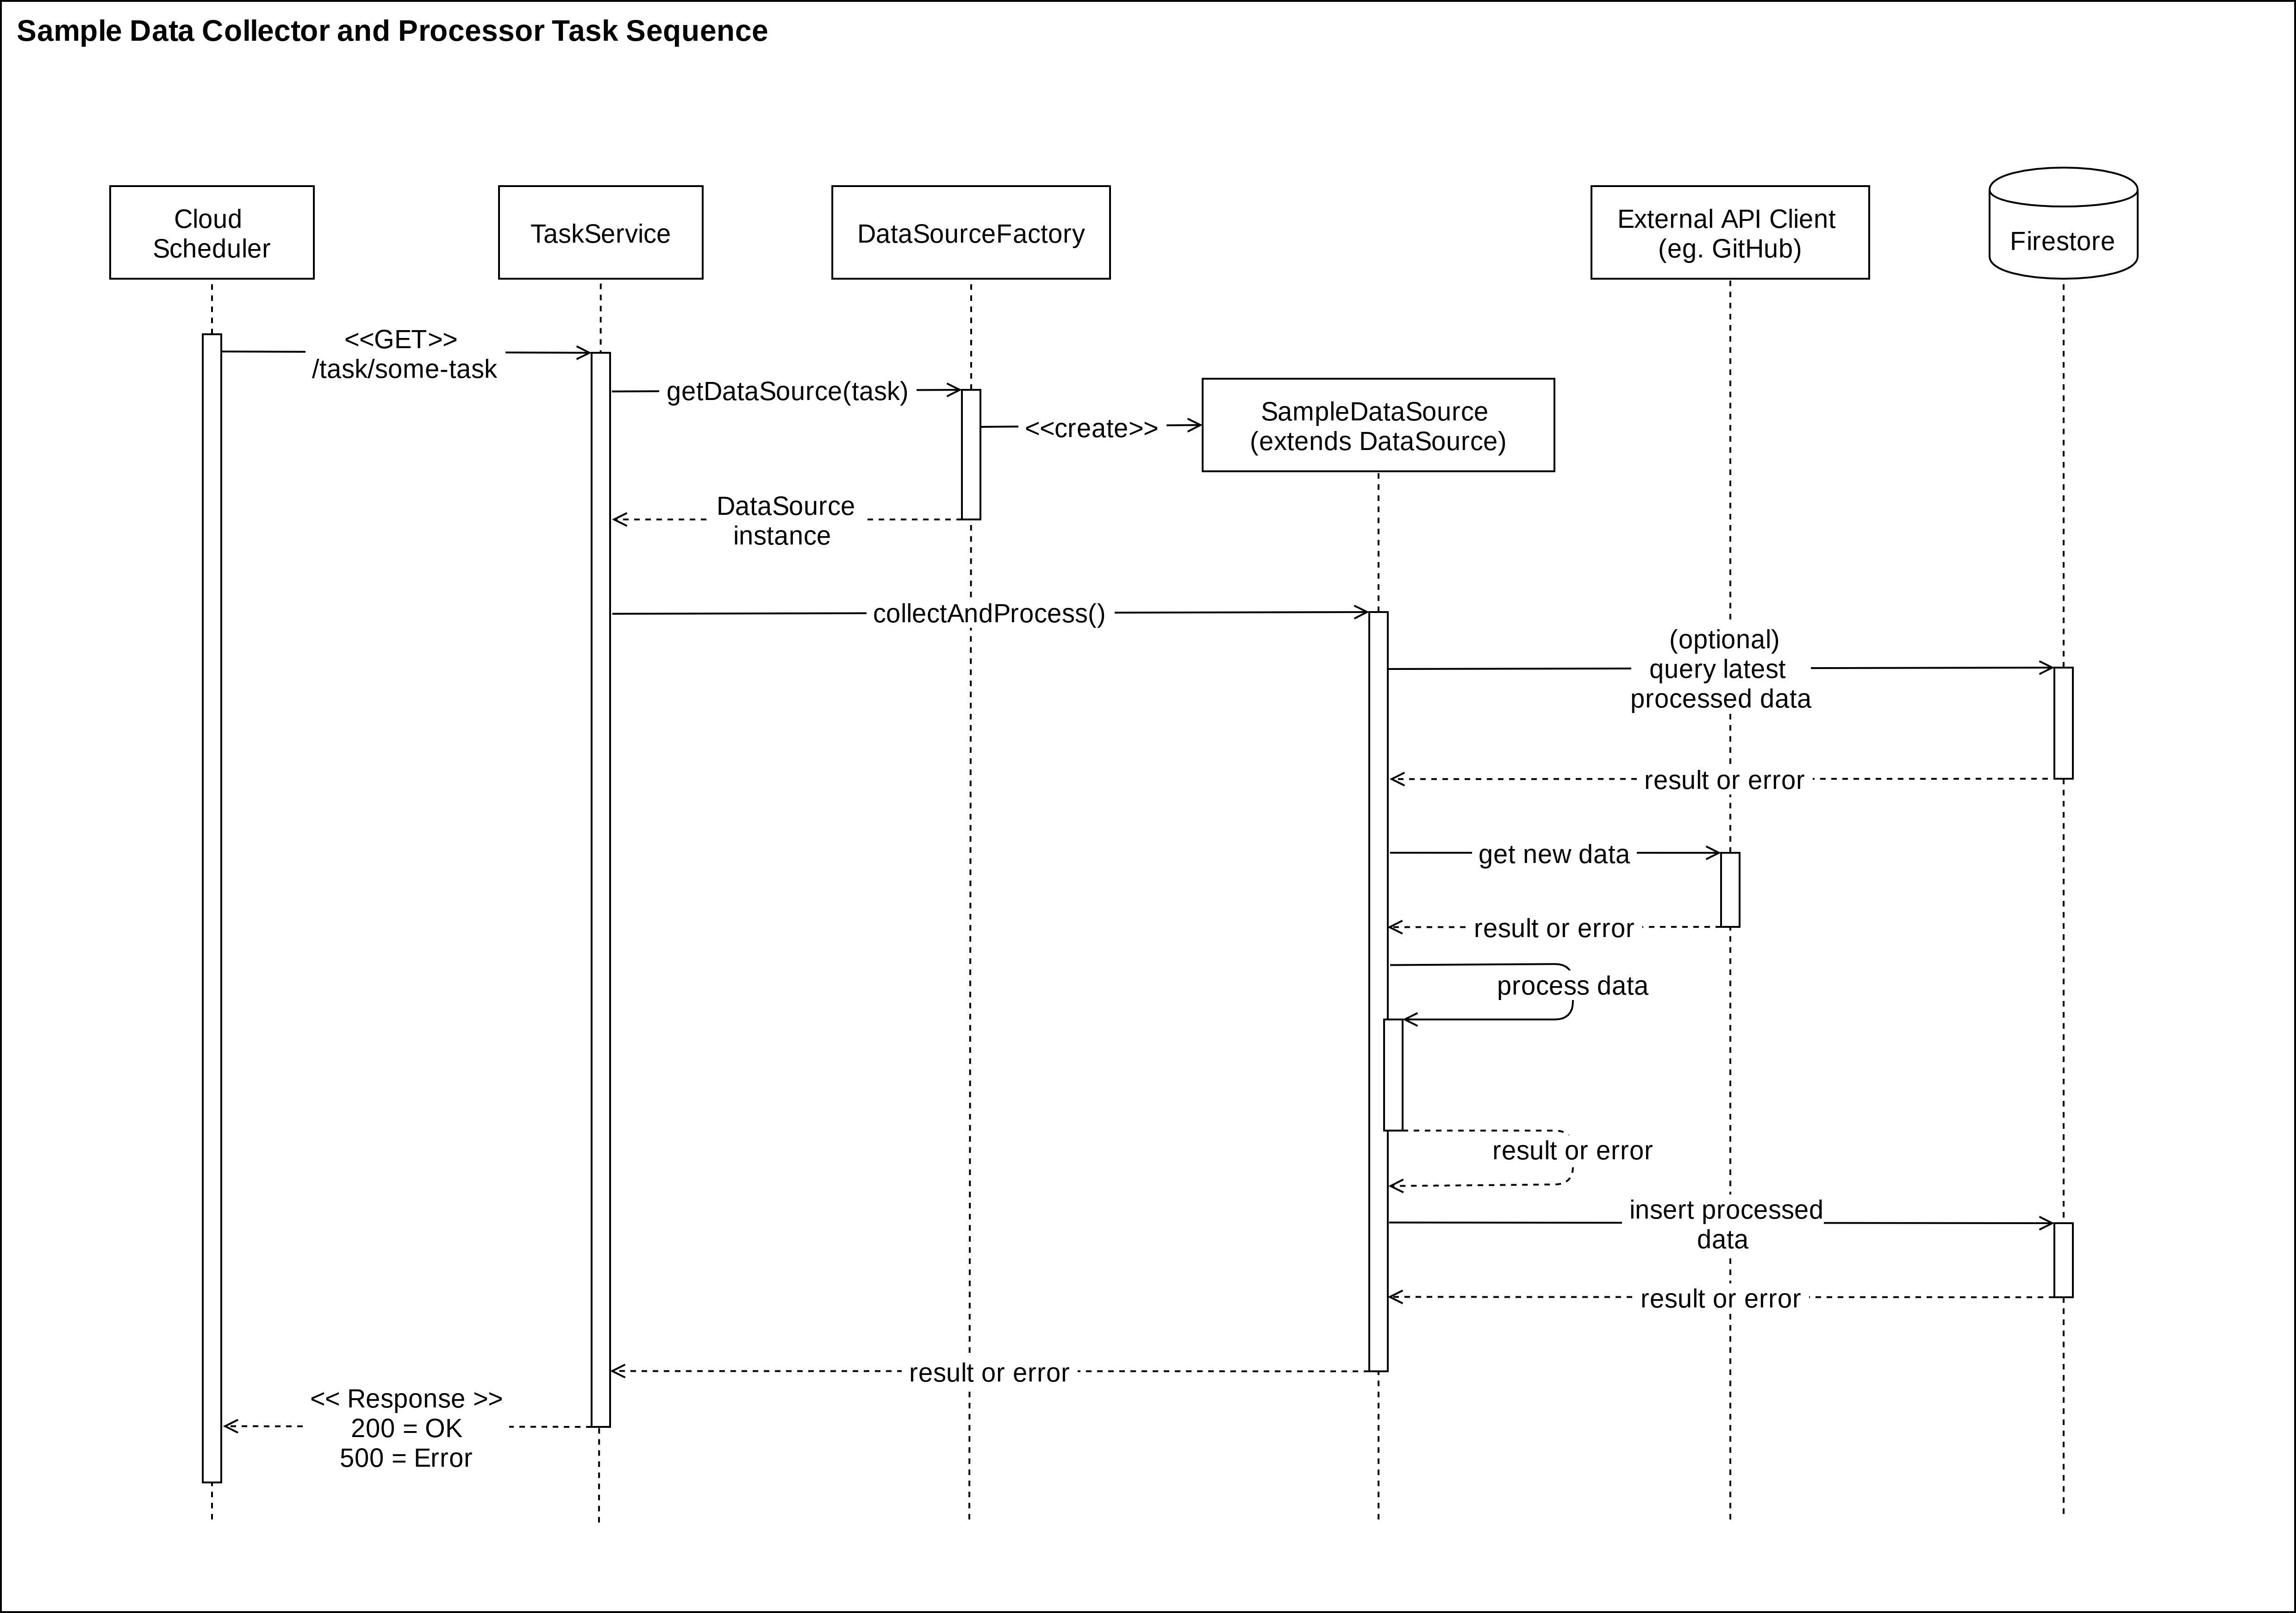 Sample Data Collector and Processor Task Sequence
Cloud
Scheduler
TaskService
DataSourceFactory
External API Client
(eg. GitHub)
Firestore
<<GET>>
/task/some-task
getDataSource(task)
<<create>>
SampleDataSource
(extends DataSource)
DataSource
instance
collectAndProcess()
(optional)
query latest
processed data
result or error
get new data
result or error
process data
result or error
insert processed
data
result or error
result or error
<< Response >>
200 = OK
500 = Error